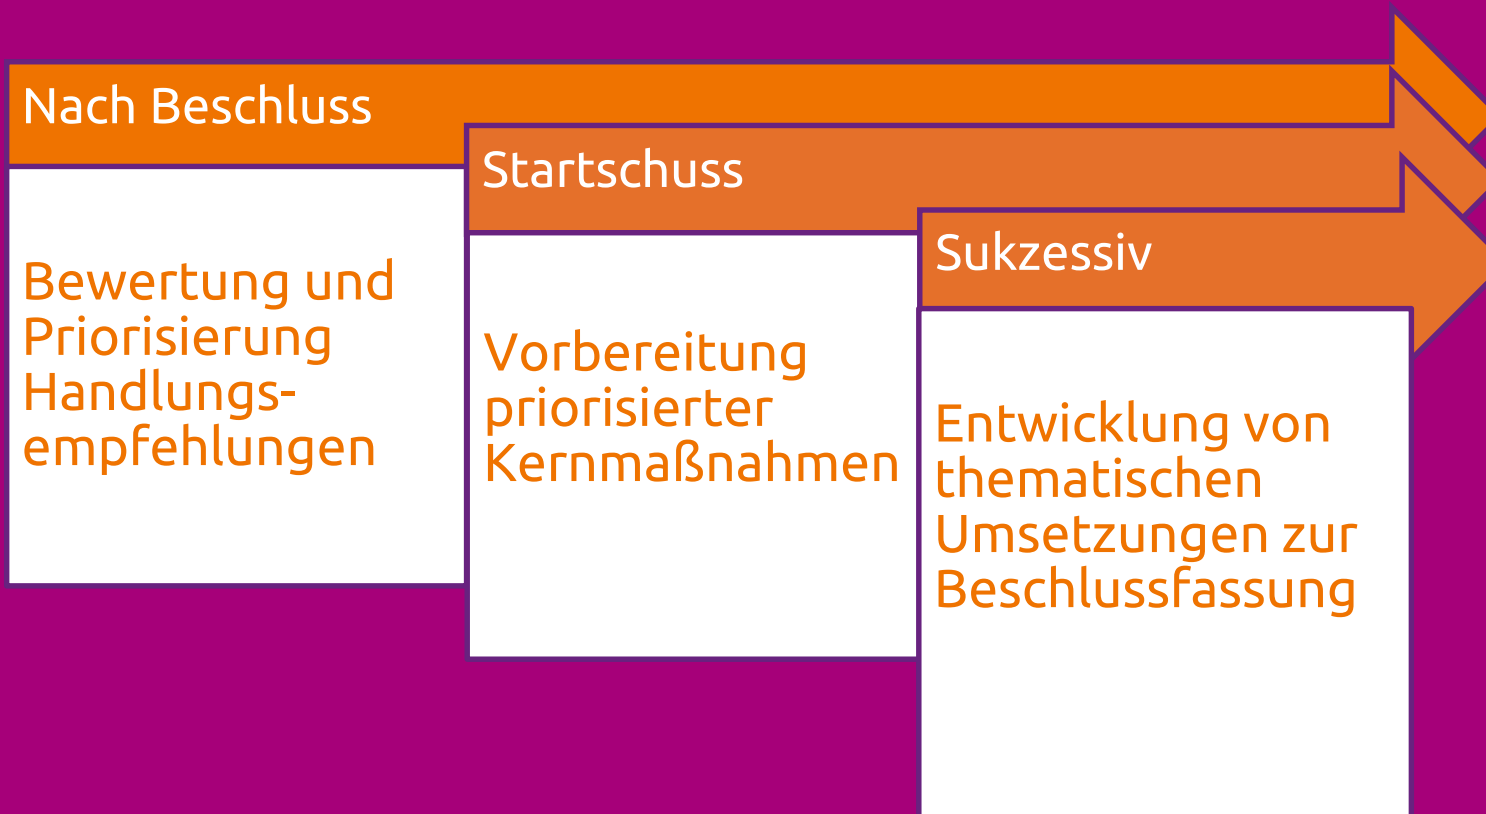 Nach Beschluss
Bewertung und
Priorisierung
Handlungs-
empfehlungen
Startschuss
Vorbereitung
priorisierter
Kernmaßnahmen
Sukzessiv
Entwicklung von
thematischen
Umsetzungen zur
Beschlussfassung